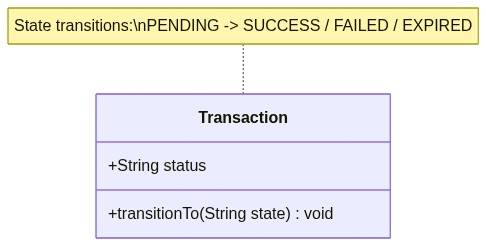 State transitions:\nPENDING -> SUCCESS / FAILED / EXPIRED
Transaction
+String status
+transitionTo(String state) : void